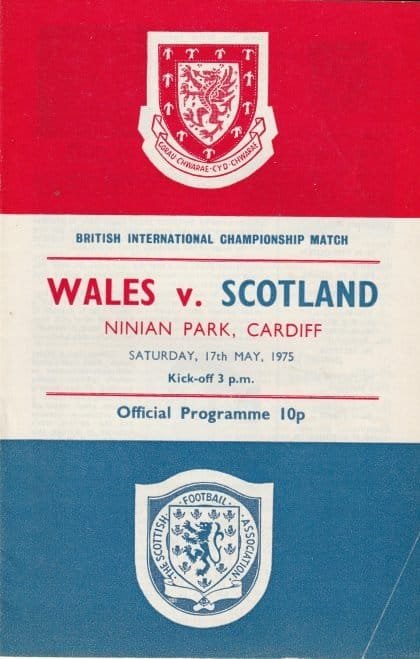 GORAU CHWARAE·CYD CHWARAE
BRITISH INTERNATIONAL CHAMPIONSHIP MATCH
WALES v. SCOTLAND
NINIAN PARK, CARDIFF
SATURDAY, 17th MAY, 1975
Kick-off 3 p.m.
Official Programme 10p
THE SCOTTISH FOOTBALL ASSOCIATION